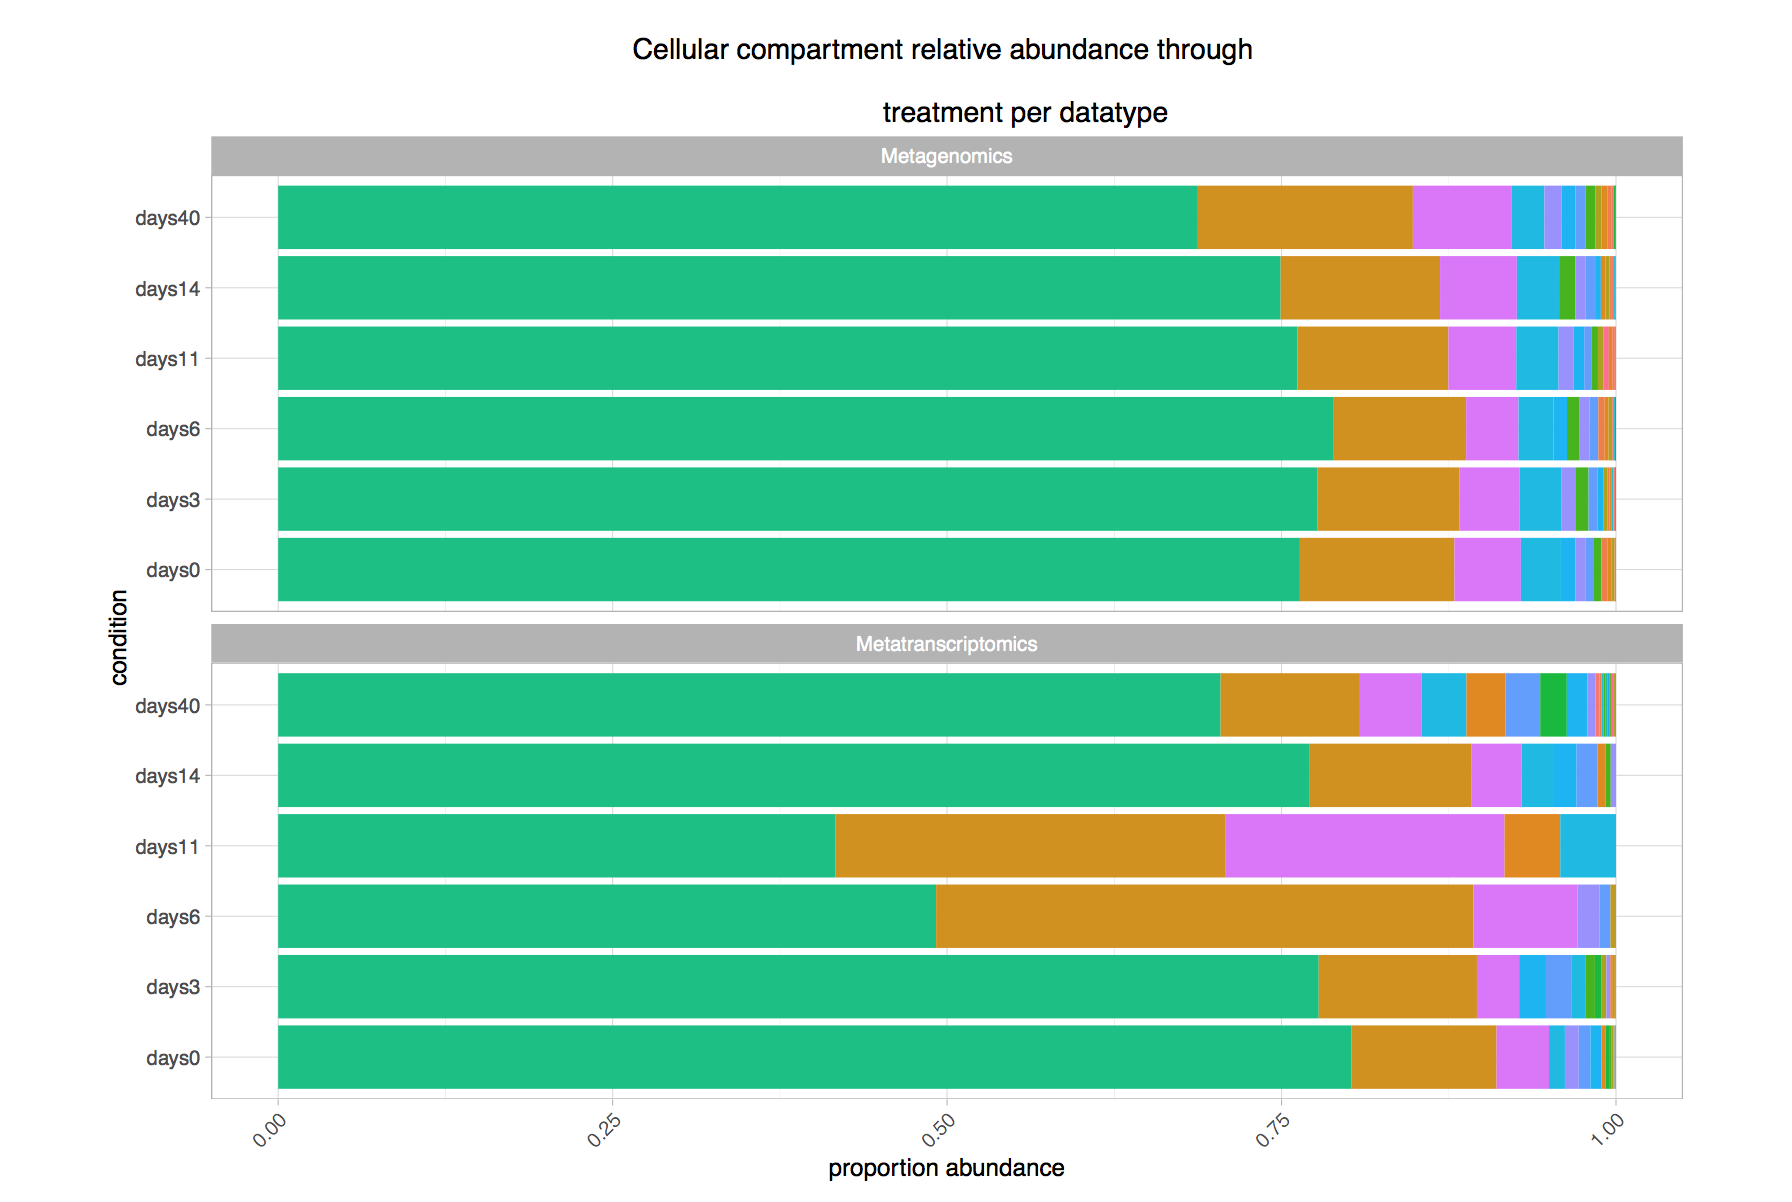 Cellular compartment relative abundance through
treatment per datatype
Metagenomics
days40
days14
days11
days6
days3
days0
condition
Metatranscriptomics
days40
days14
days11
days6
days3
days0
0.00
0.25
0.50
0.75
1.00
proportion abundance